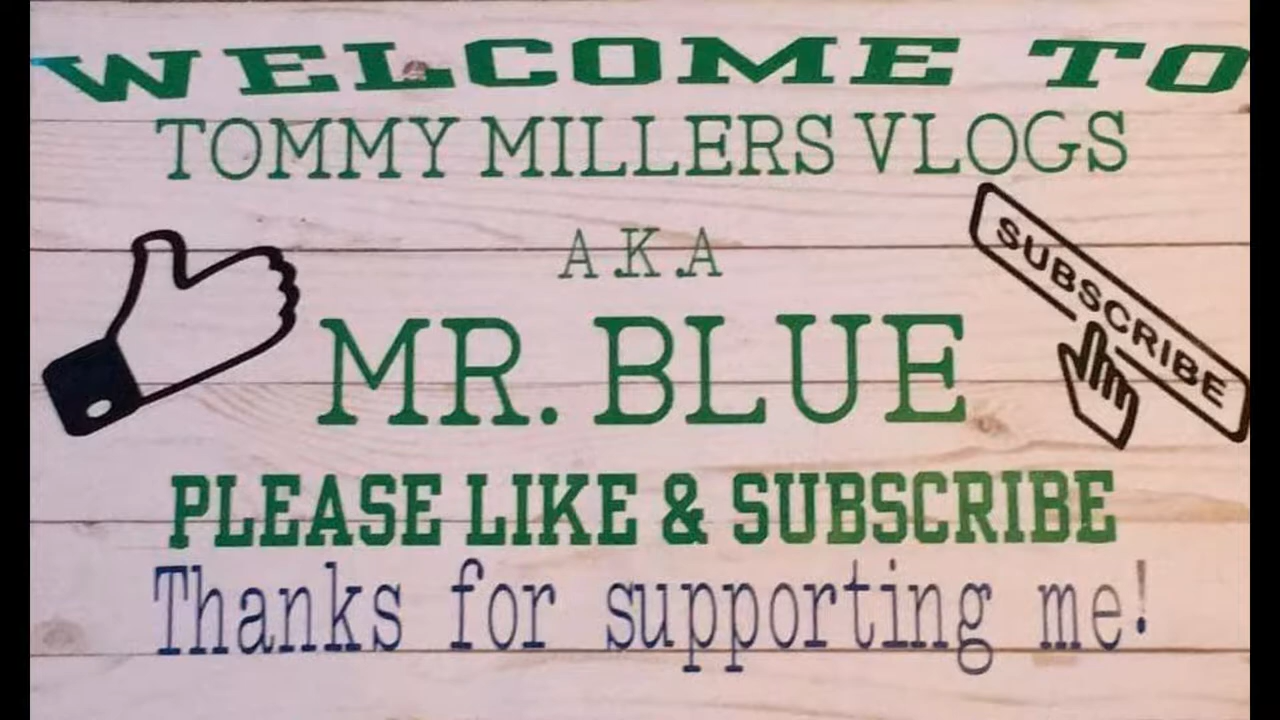 WELCOME TO
TOMMY MILLERS VLOGS
A.K.A
MR. BLUE
SUBSCRIBE
PLEASE LIKE & SUBSCRIBE
Thanks for supporting me!